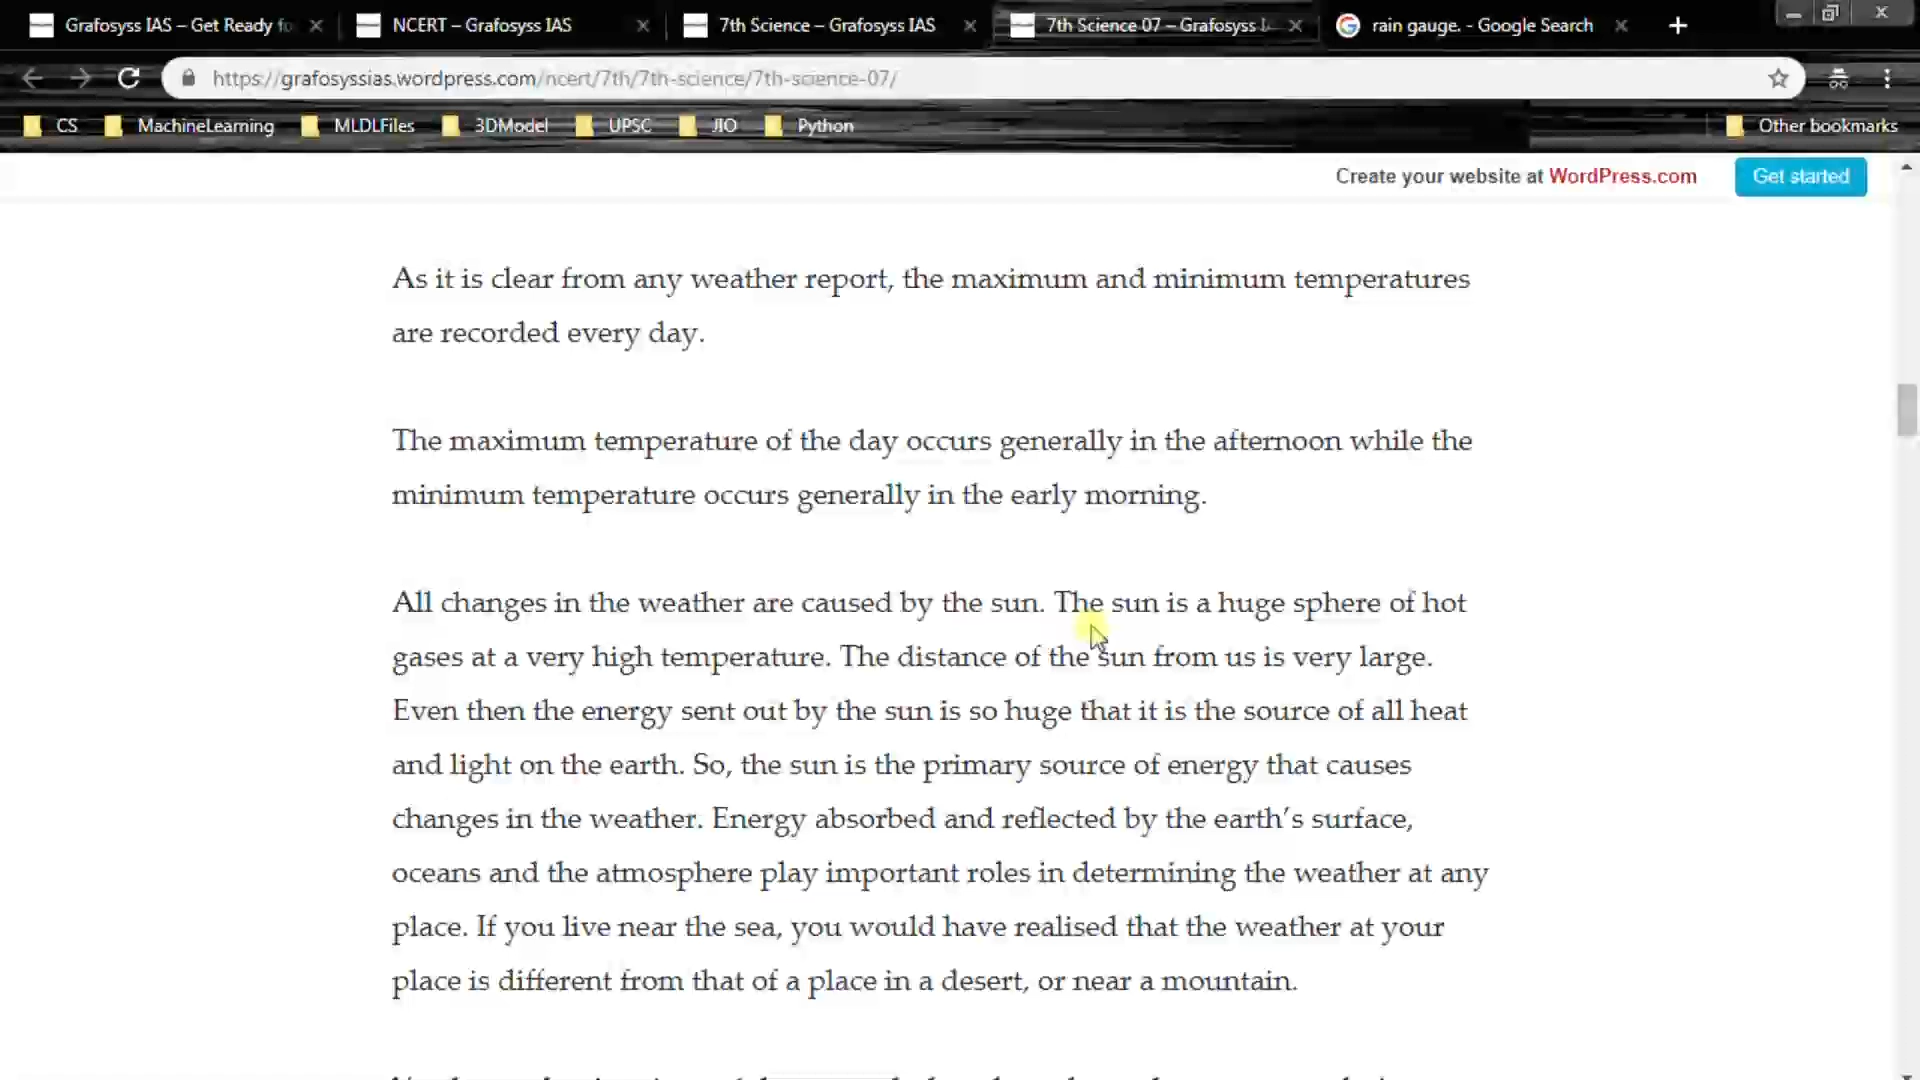 Grafosyss IAS – Get Ready fo
NCERT – Grafosyss IAS
7th Science – Grafosyss IAS
7th Science 07 – Grafosyss I
rain gauge. - Google Search
https://grafosyssias.wordpress.com/ncert/7th/7th-science/7th-science-07/
CS
MachineLearning
MLDLFiles
3DModel
UPSC
JIO
Python
Other bookmarks
Create your website at WordPress.com
Get started
As it is clear from any weather report, the maximum and minimum temperatures
are recorded every day.
The maximum temperature of the day occurs generally in the afternoon while the
minimum temperature occurs generally in the early morning.
All changes in the weather are caused by the sun. The sun is a huge sphere of hot
gases at a very high temperature. The distance of the sun from us is very large.
Even then the energy sent out by the sun is so huge that it is the source of all heat
and light on the earth. So, the sun is the primary source of energy that causes
changes in the weather. Energy absorbed and reflected by the earth’s surface,
oceans and the atmosphere play important roles in determining the weather at any
place. If you live near the sea, you would have realised that the weather at your
place is different from that of a place in a desert, or near a mountain.